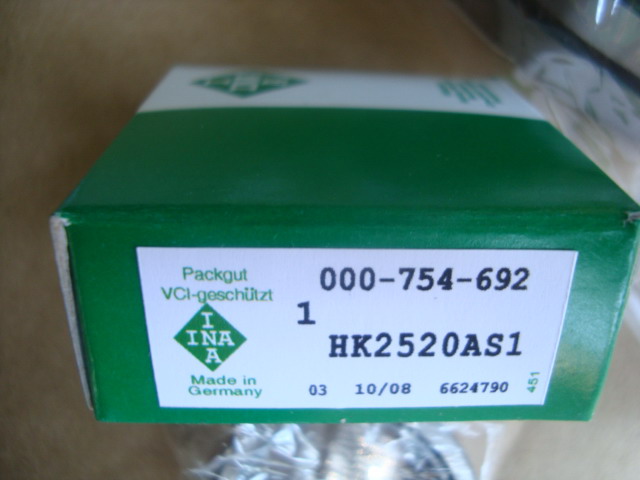 Packgut
VCI-geschützt
000-754-692
1
I
INA
A
HK2520AS1
Made in
Germany
03 10/08 6624790
451